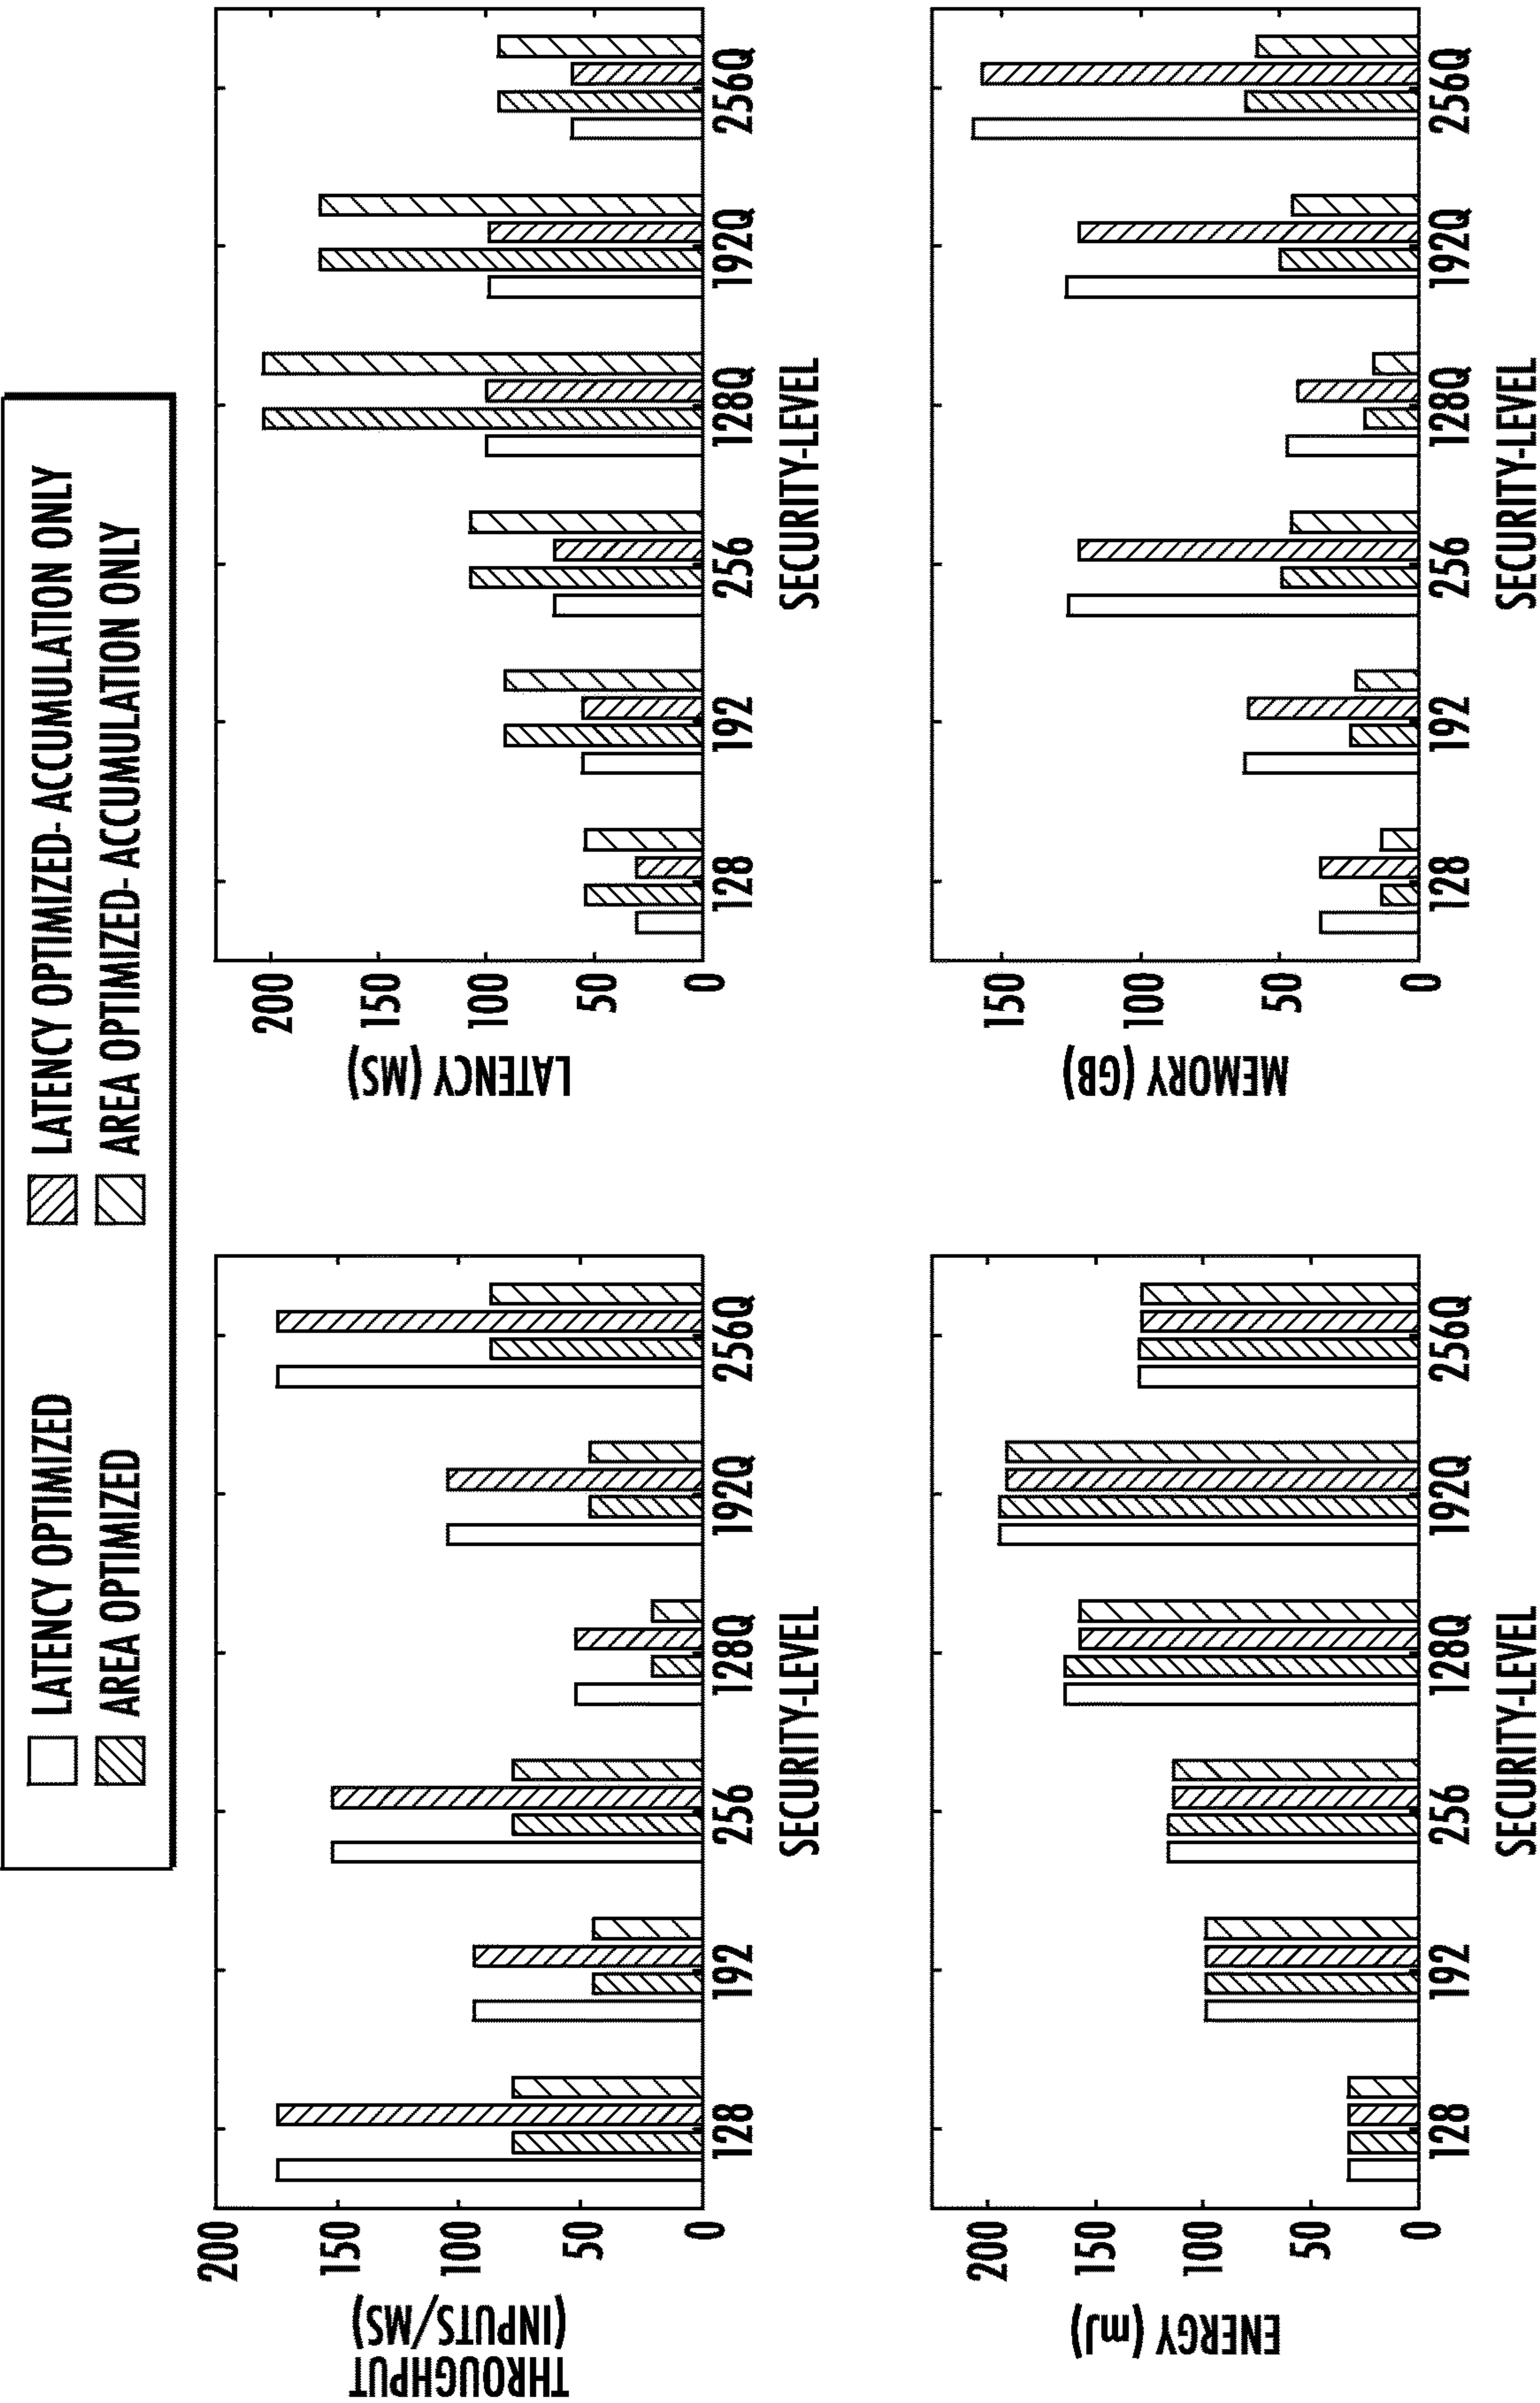 LATENCY OPTIMIZED
LATENCY OPTIMIZED- ACCUMULATION ONLY
AREA OPTIMIZED
AREA OPTIMIZED- ACCUMULATION ONLY
THROUGHPUT
(INPUTS/MS)
200
150
100
50
0
128
192
256
128Q
192Q
256Q
SECURITY-LEVEL
LATENCY (MS)
200
150
100
50
0
128
192
256
128Q
192Q
256Q
SECURITY-LEVEL
ENERGY (mJ)
200
150
100
50
0
128
192
256
128Q
192Q
256Q
SECURITY-LEVEL
MEMORY (GB)
150
100
50
0
128
192
256
128Q
192Q
256Q
SECURITY-LEVEL